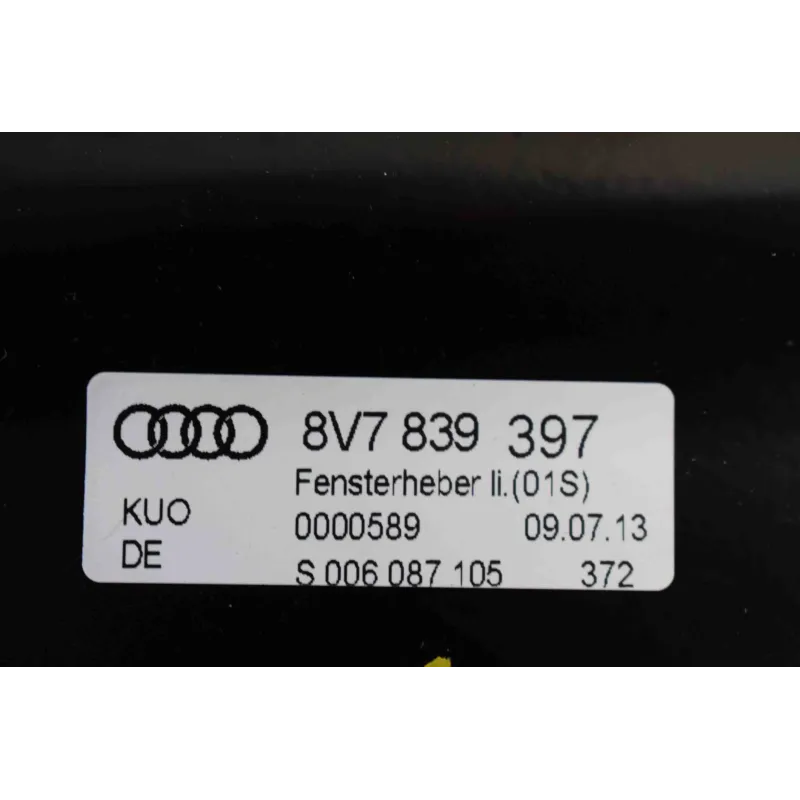 8V7 839 397
Fensterheber li.(01S)
KUO 0000589 09.07.13
DE S 006 087 105 372